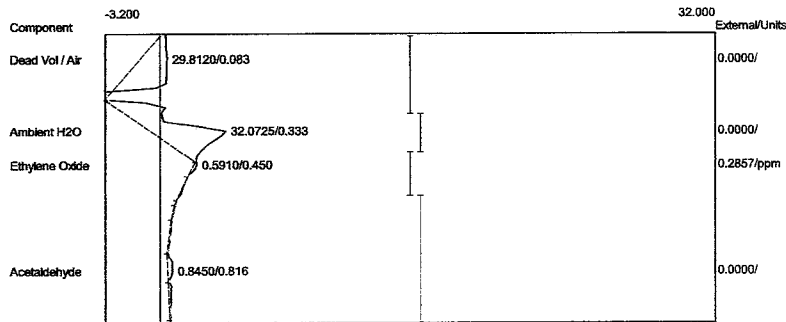 -3.200 32.000
Component External/Units
Dead Vol / Air 29.8120/0.083 0.0000/
Ambient H2O 32.0725/0.333 0.0000/
Ethylene Oxide 0.5910/0.450 0.2857/ppm
Acetaldehyde 0.8450/0.816 0.0000/